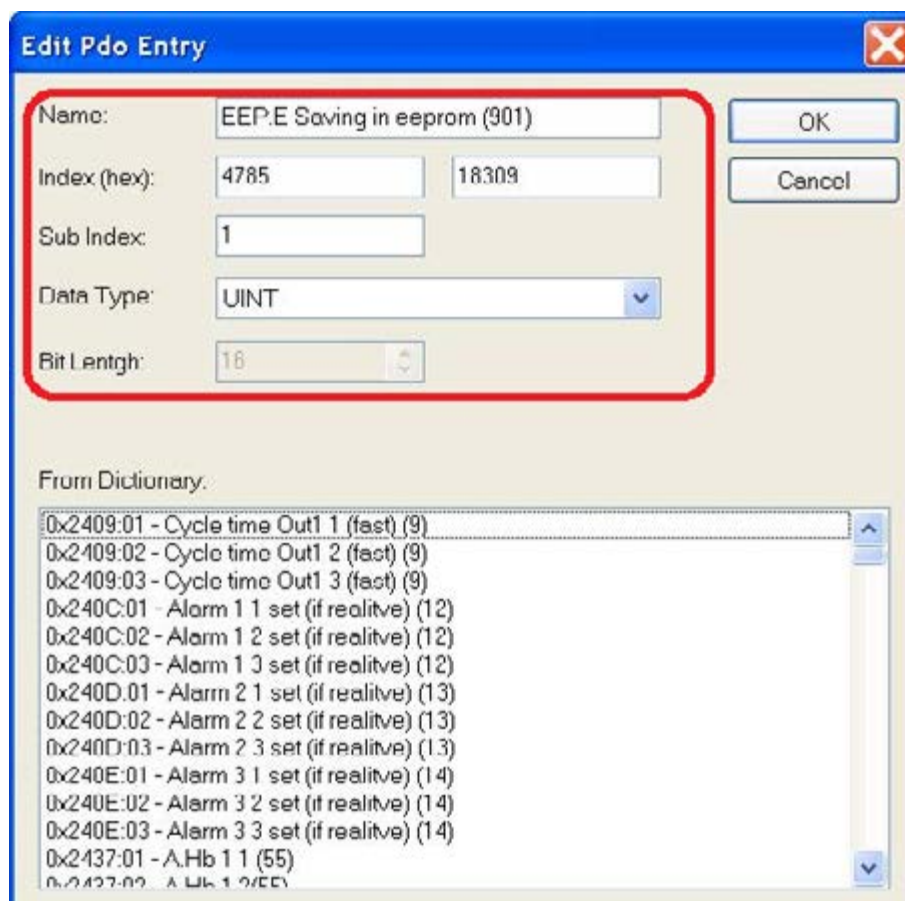 Edit Pdo Entry
Name: EEP.E Saving in eeprom (901) OK
Index (hex): 4785 18309 Cancel
Sub Index: 1
Data Type: UINT
Bit Lentgh: 16
From Dictionary:
0x2409:01 - Cycle time Out1 1 (fast) (9)
0x2409:02 - Cycle time Out1 2 (fast) (9)
0x2409:03 - Cycle time Out1 3 (fast) (9)
0x240C:01 - Alarm 1 1 set (if realitve) (12)
0x240C:02 - Alarm 1 2 set (if realitve) (12)
0x240C:03 - Alarm 1 3 set (if realitve) (12)
0x240D:01 - Alarm 2 1 set (if realitve) (13)
0x240D:02 - Alarm 2 2 set (if realitve) (13)
0x240D:03 - Alarm 2 3 set (if realitve) (13)
0x240E:01 - Alarm 3 1 set (if realitve) (14)
0x240E:02 - Alarm 3 2 set (if realitve) (14)
0x240E:03 - Alarm 3 3 set (if realitve) (14)
0x2437:01 - A.Hb 1 1 (55)
0x2437:02 - A.Hb 1 2(55)